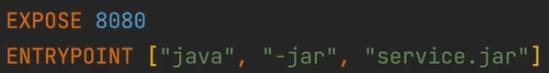 EXPOSE 8080
ENTRYPOINT ["java", "-jar", "service.jar"]